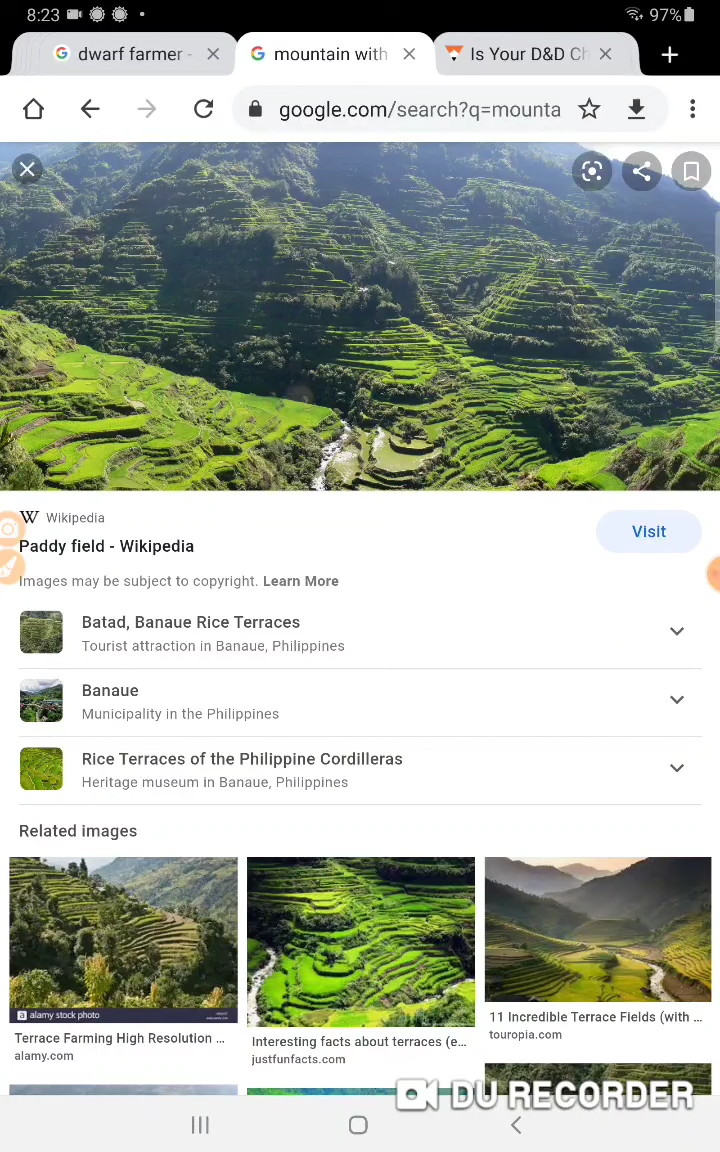 8:23
97%
dwarf farmer -
mountain with
Is Your D&D Ch
google.com/search?q=mounta
W Wikipedia
Paddy field - Wikipedia
Visit
Images may be subject to copyright. Learn More
Batad, Banaue Rice Terraces
Tourist attraction in Banaue, Philippines
Banaue
Municipality in the Philippines
Rice Terraces of the Philippine Cordilleras
Heritage museum in Banaue, Philippines
Related images
a alamy stock photo
Terrace Farming High Resolution ...
alamy.com
Interesting facts about terraces (e...
justfunfacts.com
11 Incredible Terrace Fields (with ...
touropia.com
DU RECORDER